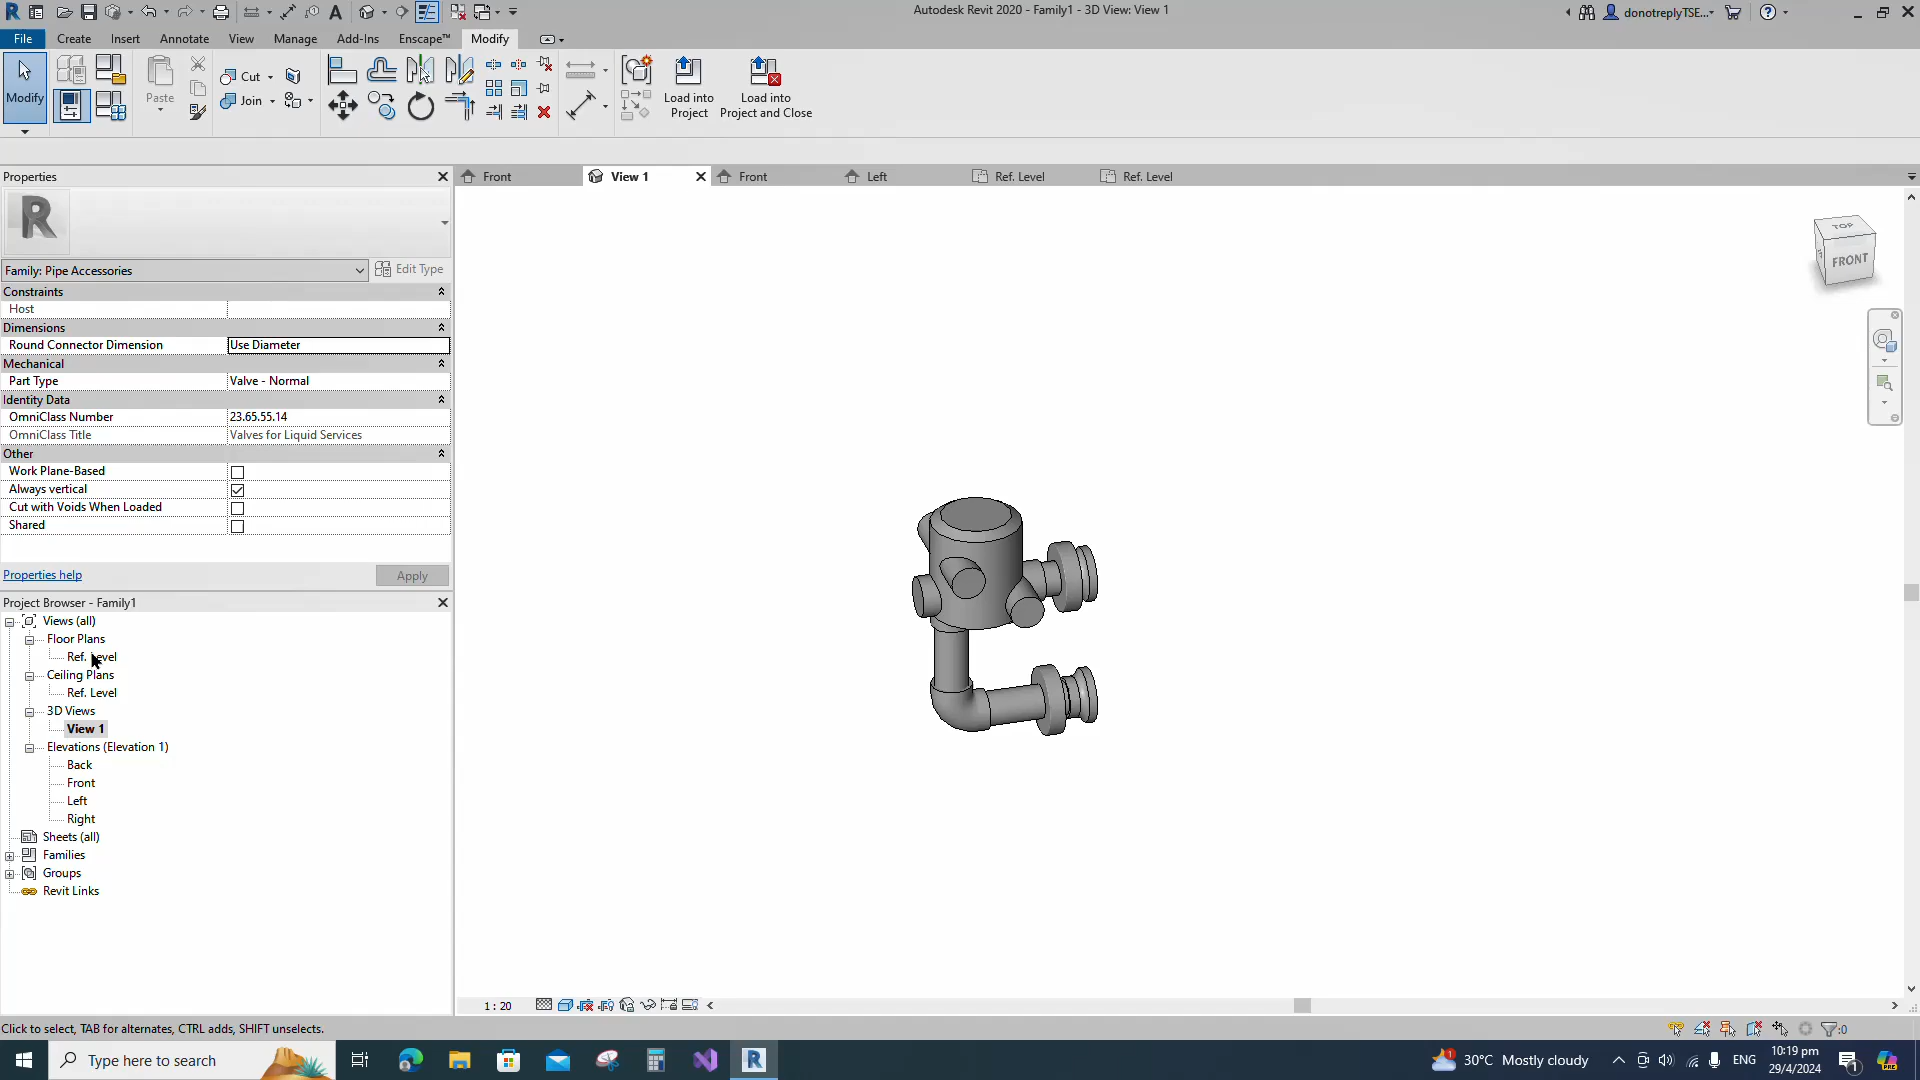 Autodesk Revit 2020 - Family1 - 3D View: View 1
donotreplyTSE...
File
Create
Insert
Annotate
View
Manage
Add-Ins
Enscape™
Modify
Modify
Paste
Cut
Join
Load into
Project
Load into
Project and Close
Properties
Front
View 1
Front
Left
Ref. Level
Ref. Level
Family: Pipe Accessories
Edit Type
Constraints
Host
Dimensions
Round Connector Dimension
Use Diameter
Mechanical
Part Type
Valve - Normal
Identity Data
OmniClass Number
23.65.55.14
OmniClass Title
Valves for Liquid Services
Other
Work Plane-Based
Always vertical
Cut with Voids When Loaded
Shared
Properties help
Apply
TOP
FRONT
Project Browser - Family1
Views (all)
Floor Plans
Ref. Level
Ceiling Plans
Ref. Level
3D Views
View 1
Elevations (Elevation 1)
Back
Front
Left
Right
Sheets (all)
Families
Groups
Revit Links
1 : 20
Click to select, TAB for alternates, CTRL adds, SHIFT unselects.
:0
Type here to search
30°C Mostly cloudy
ENG
10:19 pm
29/4/2024